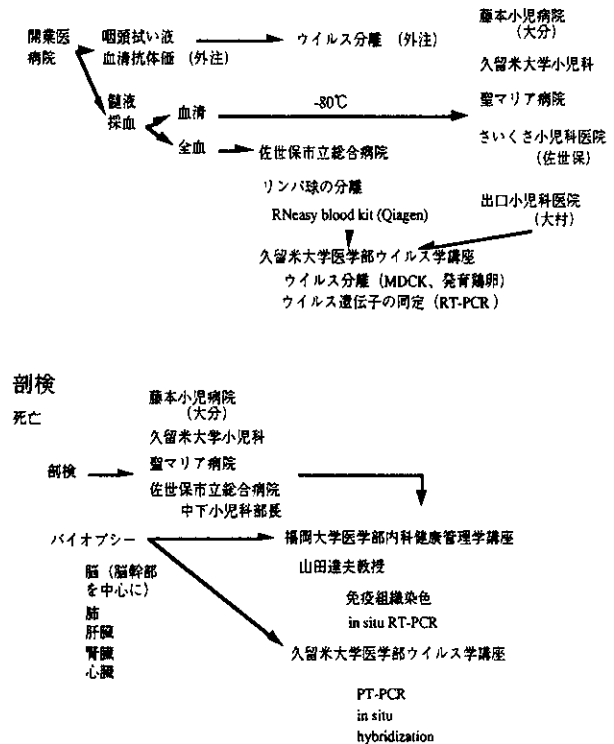 開業医
病院
咽頭拭い液
血清抗体価 (外注)
ウイルス分離 (外注)
髄液
採血
血清
全血
-80℃
佐世保市立総合病院
藤本小児病院
(大分)
久留米大学小児科
聖マリア病院
さいくさ小児科医院
(佐世保)
出口小児科医院
(大村)
リンパ球の分離
RNeasy blood kit (Qiagen)
久留米大学医学部ウイルス学講座
ウイルス分離 (MDCK、発育鶏卵)
ウイルス遺伝子の同定 (RT-PCR )
剖検
死亡
剖検
藤本小児病院
(大分)
久留米大学小児科
聖マリア病院
佐世保市立総合病院
中下小児科部長
バイオプシー
脳 (脳幹部
を中心に)
肺
肝臓
腎臓
心臓
福岡大学医学部内科健康管理学講座
山田達夫教授
免疫組織染色
in situ RT-PCR
久留米大学医学部ウイルス学講座
PT-PCR
in situ
hybridization